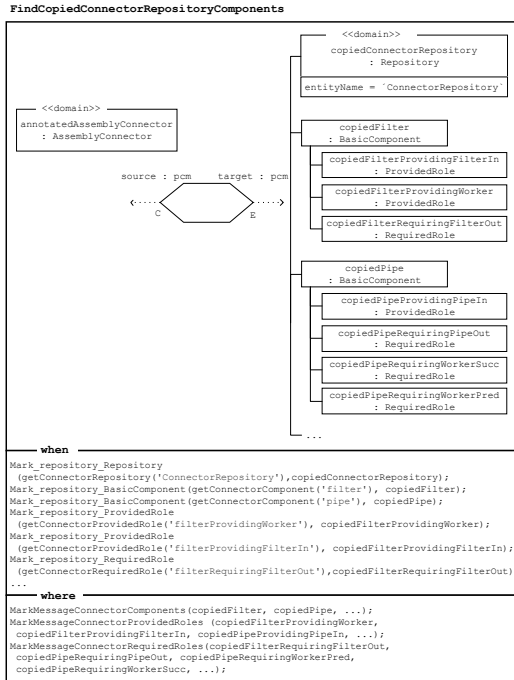 FindCopiedConnectorRepositoryComponents
<<domain>>
copiedConnectorRepository
: Repository
entityName = ´ConnectorRepository`
<<domain>>
annotatedAssemblyConnector
: AssemblyConnector
copiedFilter
: BasicComponent
copiedFilterProvidingFilterIn
: ProvidedRole
copiedFilterProvidingWorker
: ProvidedRole
copiedFilterRequiringFilterOut
: RequiredRole
source : pcm
target : pcm
C
E
copiedPipe
: BasicComponent
copiedPipeProvidingPipeIn
: ProvidedRole
copiedPipeRequiringPipeOut
: RequiredRole
copiedPipeRequiringWorkerSucc
: RequiredRole
copiedPipeRequiringWorkerPred
: RequiredRole
...
when
Mark_repository_Repository
(getConnectorRepository('ConnectorRepository'),copiedConnectorRepository);
Mark_repository_BasicComponent(getConnectorComponent('filter'), copiedFilter);
Mark_repository_BasicComponent(getConnectorComponent('pipe'), copiedPipe);
Mark_repository_ProvidedRole
(getConnectorProvidedRole('filterProvidingWorker'), copiedFilterProvidingWorker);
Mark_repository_ProvidedRole
(getConnectorProvidedRole('filterProvidingFilterIn'), copiedFilterProvidingFilterIn);
Mark_repository_RequiredRole
(getConnectorRequiredRole('filterRequiringFilterOut'),copiedFilterRequiringFilterOut)
...
where
MarkMessageConnectorComponents(copiedFilter, copiedPipe, ...);
MarkMessageConnectorProvidedRoles (copiedFilterProvidingWorker,
copiedFilterProvidingFilterIn, copiedPipeProvidingPipeIn, ...);
MarkMessageConnectorRequiredRoles(copiedFilterRequiringFilterOut,
copiedPipeRequiringPipeOut, copiedPipeRequiringWorkerPred,
copiedPipeRequiringWorkerSucc, ...);